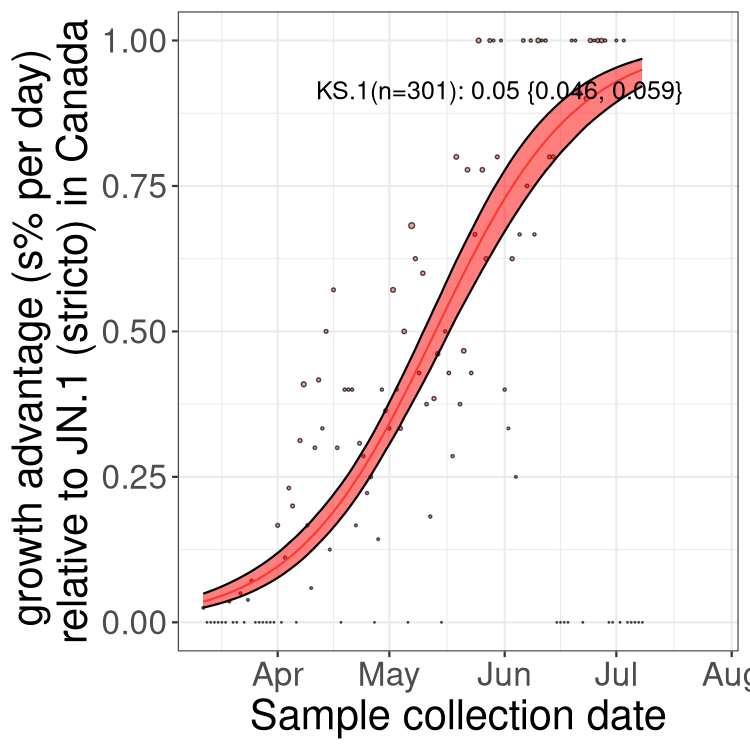 growth advantage (s% per day)
relative to JN.1 (stricto) in Canada
1.00
0.75
0.50
0.25
0.00
KS.1(n=301): 0.05 {0.046, 0.059}
Apr May Jun Jul Aug
Sample collection date